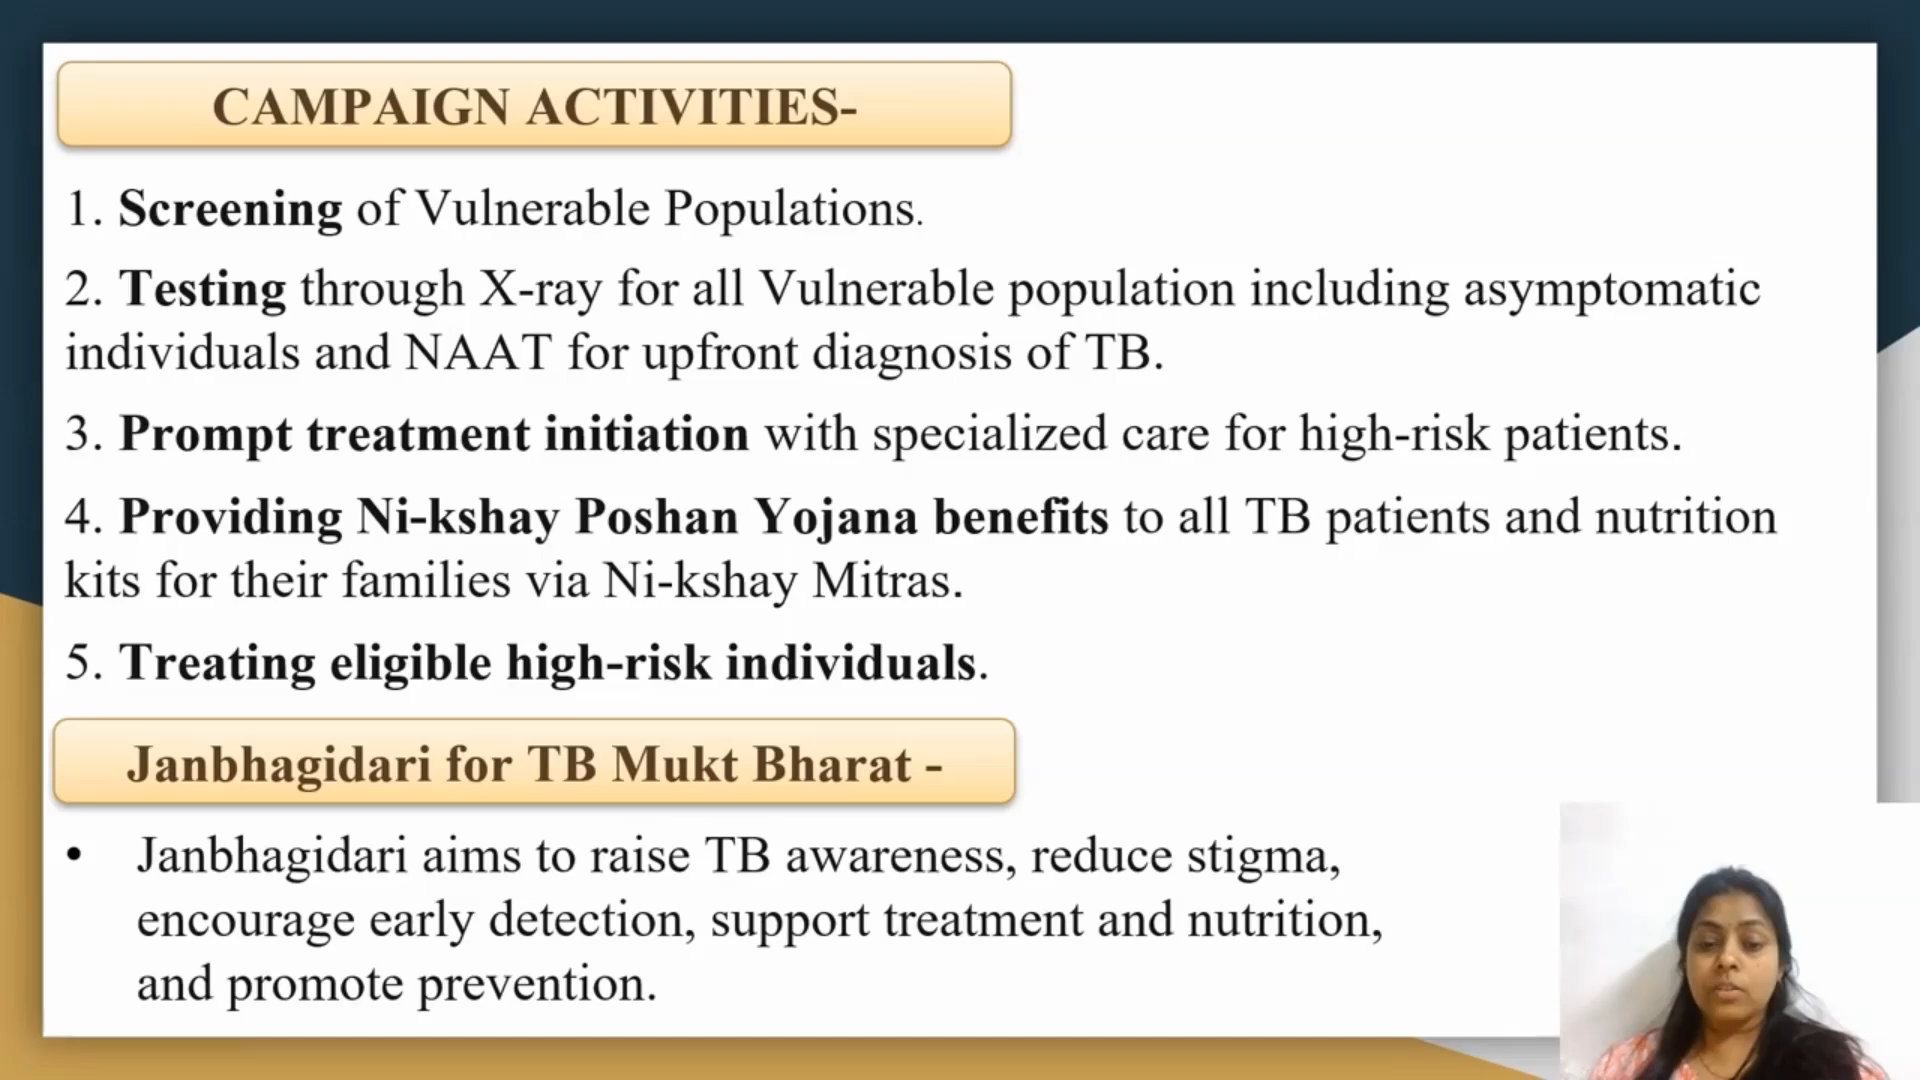 CAMPAIGN ACTIVITIES-
1. Screening of Vulnerable Populations.
2. Testing through X-ray for all Vulnerable population including asymptomatic
individuals and NAAT for upfront diagnosis of TB.
3. Prompt treatment initiation with specialized care for high-risk patients.
4. Providing Ni-kshay Poshan Yojana benefits to all TB patients and nutrition
kits for their families via Ni-kshay Mitras.
5. Treating eligible high-risk individuals.
Janbhagidari for TB Mukt Bharat -
• Janbhagidari aims to raise TB awareness, reduce stigma,
encourage early detection, support treatment and nutrition,
and promote prevention.